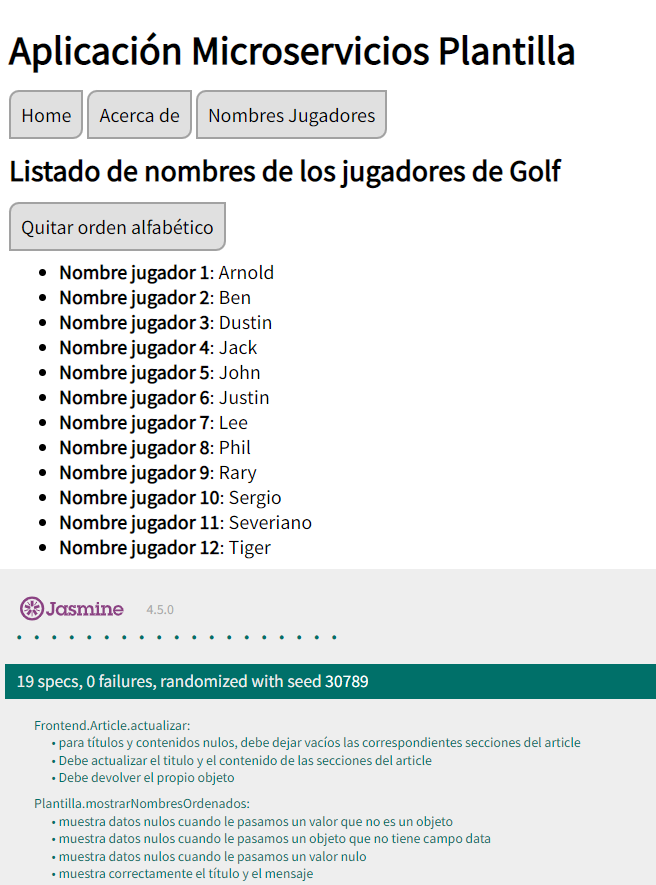 Aplicación Microservicios Plantilla
Home Acerca de Nombres Jugadores
Listado de nombres de los jugadores de Golf
Quitar orden alfabético
• Nombre jugador 1: Arnold
• Nombre jugador 2: Ben
• Nombre jugador 3: Dustin
• Nombre jugador 4: Jack
• Nombre jugador 5: John
• Nombre jugador 6: Justin
• Nombre jugador 7: Lee
• Nombre jugador 8: Phil
• Nombre jugador 9: Rary
• Nombre jugador 10: Sergio
• Nombre jugador 11: Severiano
• Nombre jugador 12: Tiger
Jasmine 4.5.0
• • • • • • • • • • • • • • • • • • •
19 specs, 0 failures, randomized with seed 30789
Frontend.Article.actualizar:
• para títulos y contenidos nulos, debe dejar vacíos las correspondientes secciones del article
• Debe actualizar el titulo y el contenido de las secciones del article
• Debe devolver el propio objeto
Plantilla.mostrarNombresOrdenados:
• muestra datos nulos cuando le pasamos un valor que no es un objeto
• muestra datos nulos cuando le pasamos un objeto que no tiene campo data
• muestra datos nulos cuando le pasamos un valor nulo
• muestra correctamente el título y el mensaje